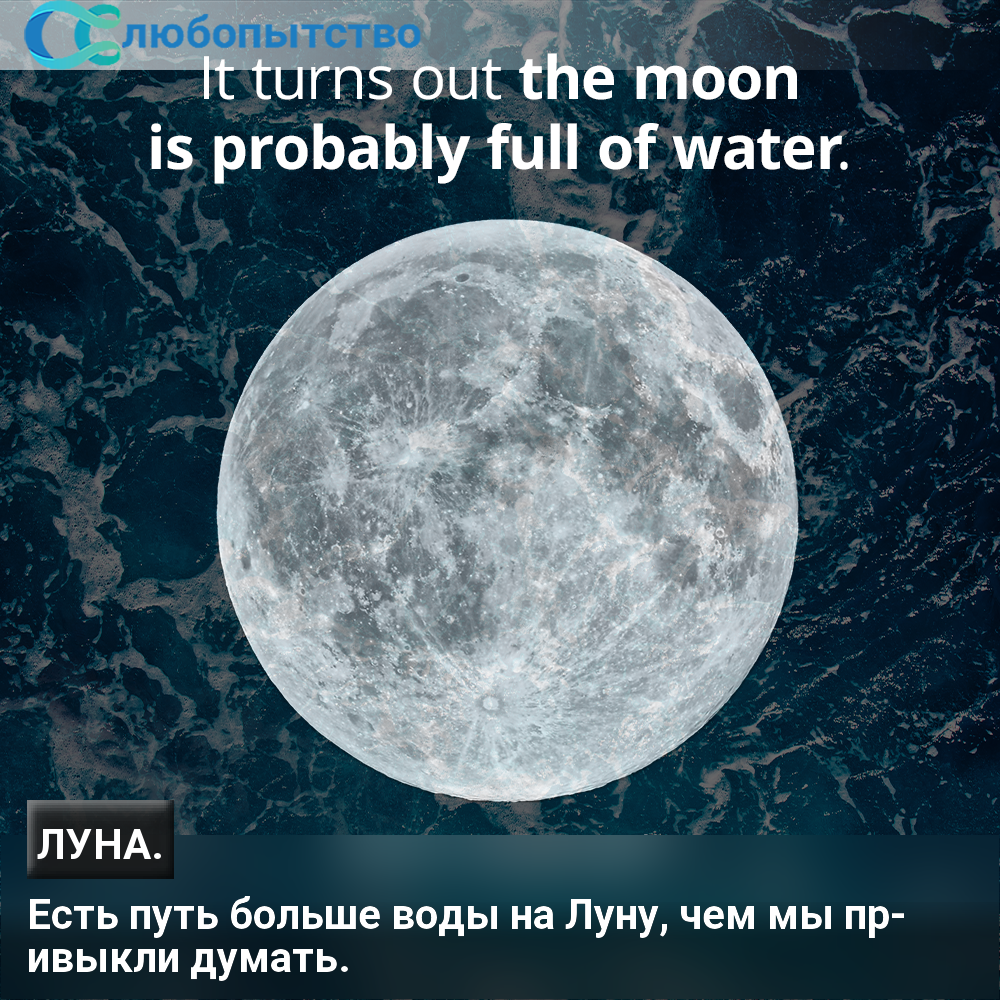 любопытство
It turns out the moon
is probably full of water.
ЛУНА.
Есть путь больше воды на Луну, чем мы пр-
ивыкли думать.